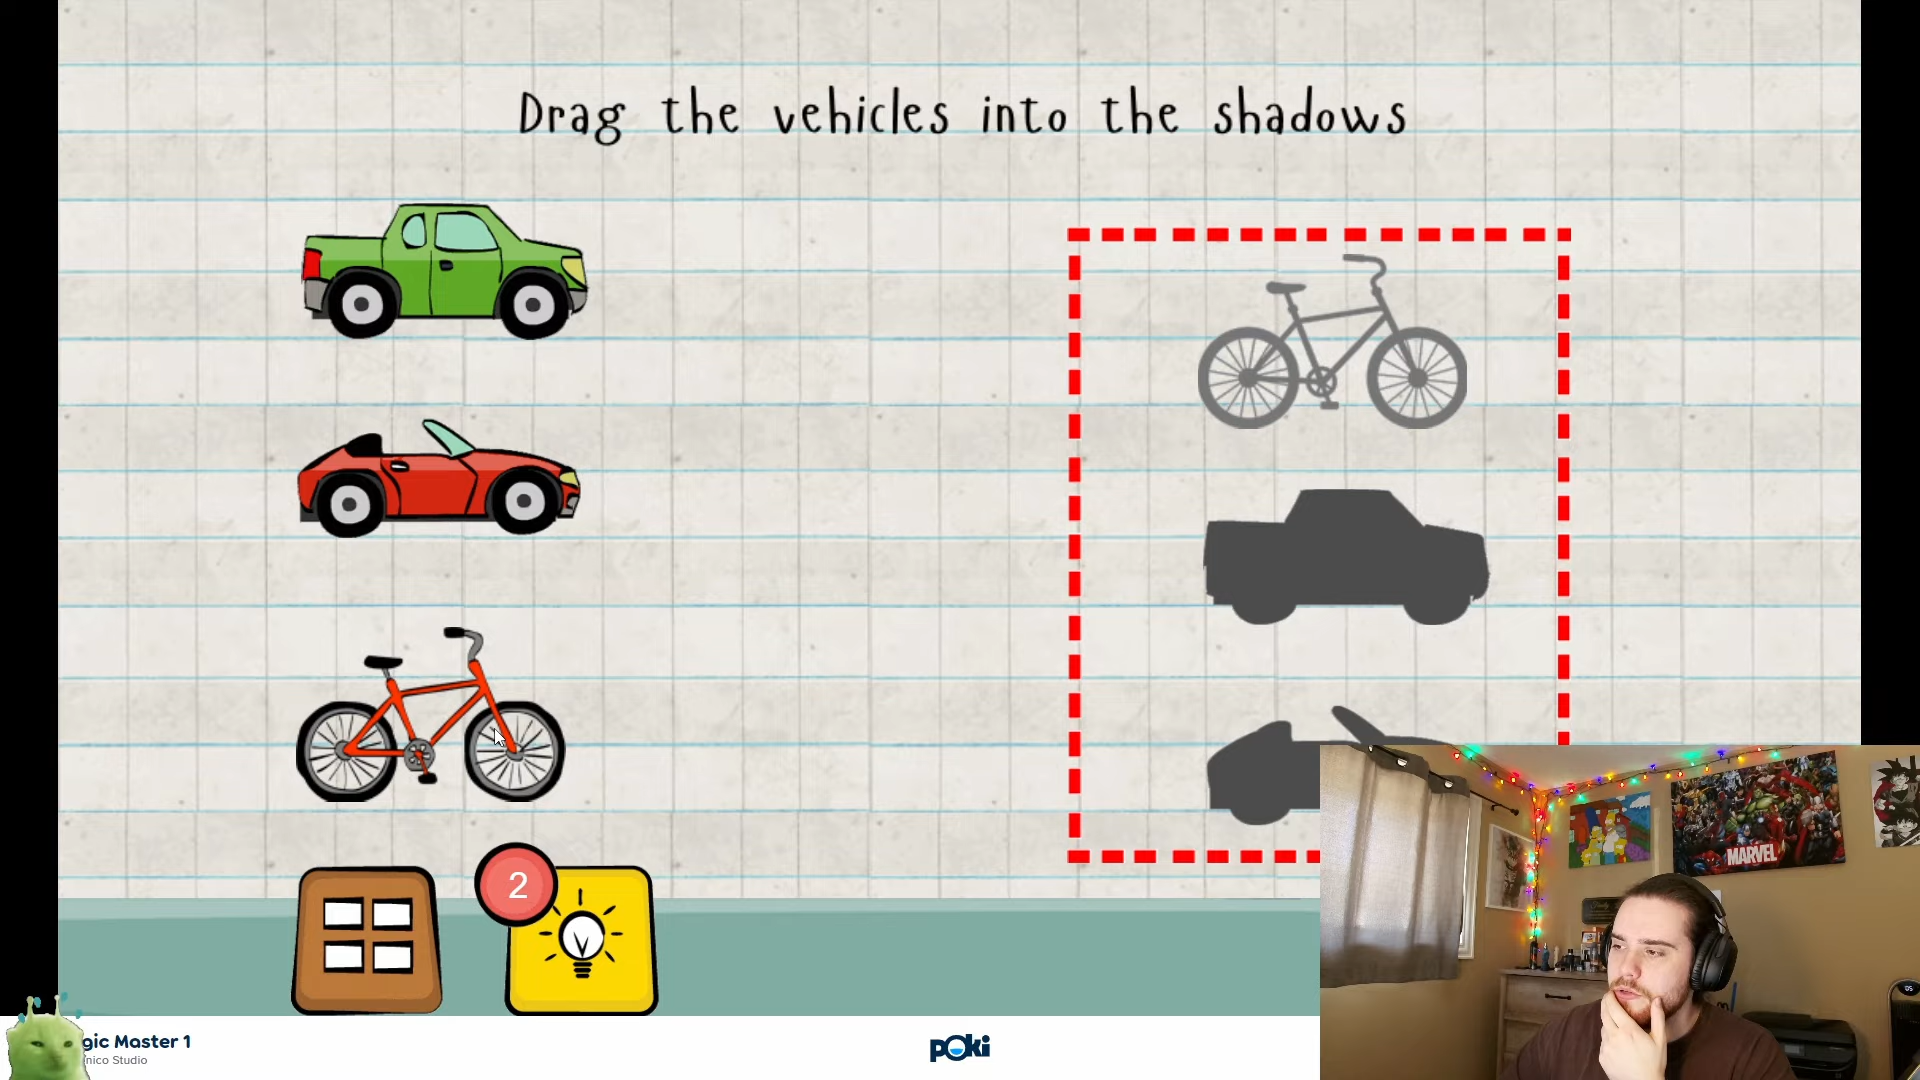 Drag the vehicles into the shadows
2
MARVEL
gic Master 1
nico Studio
poki